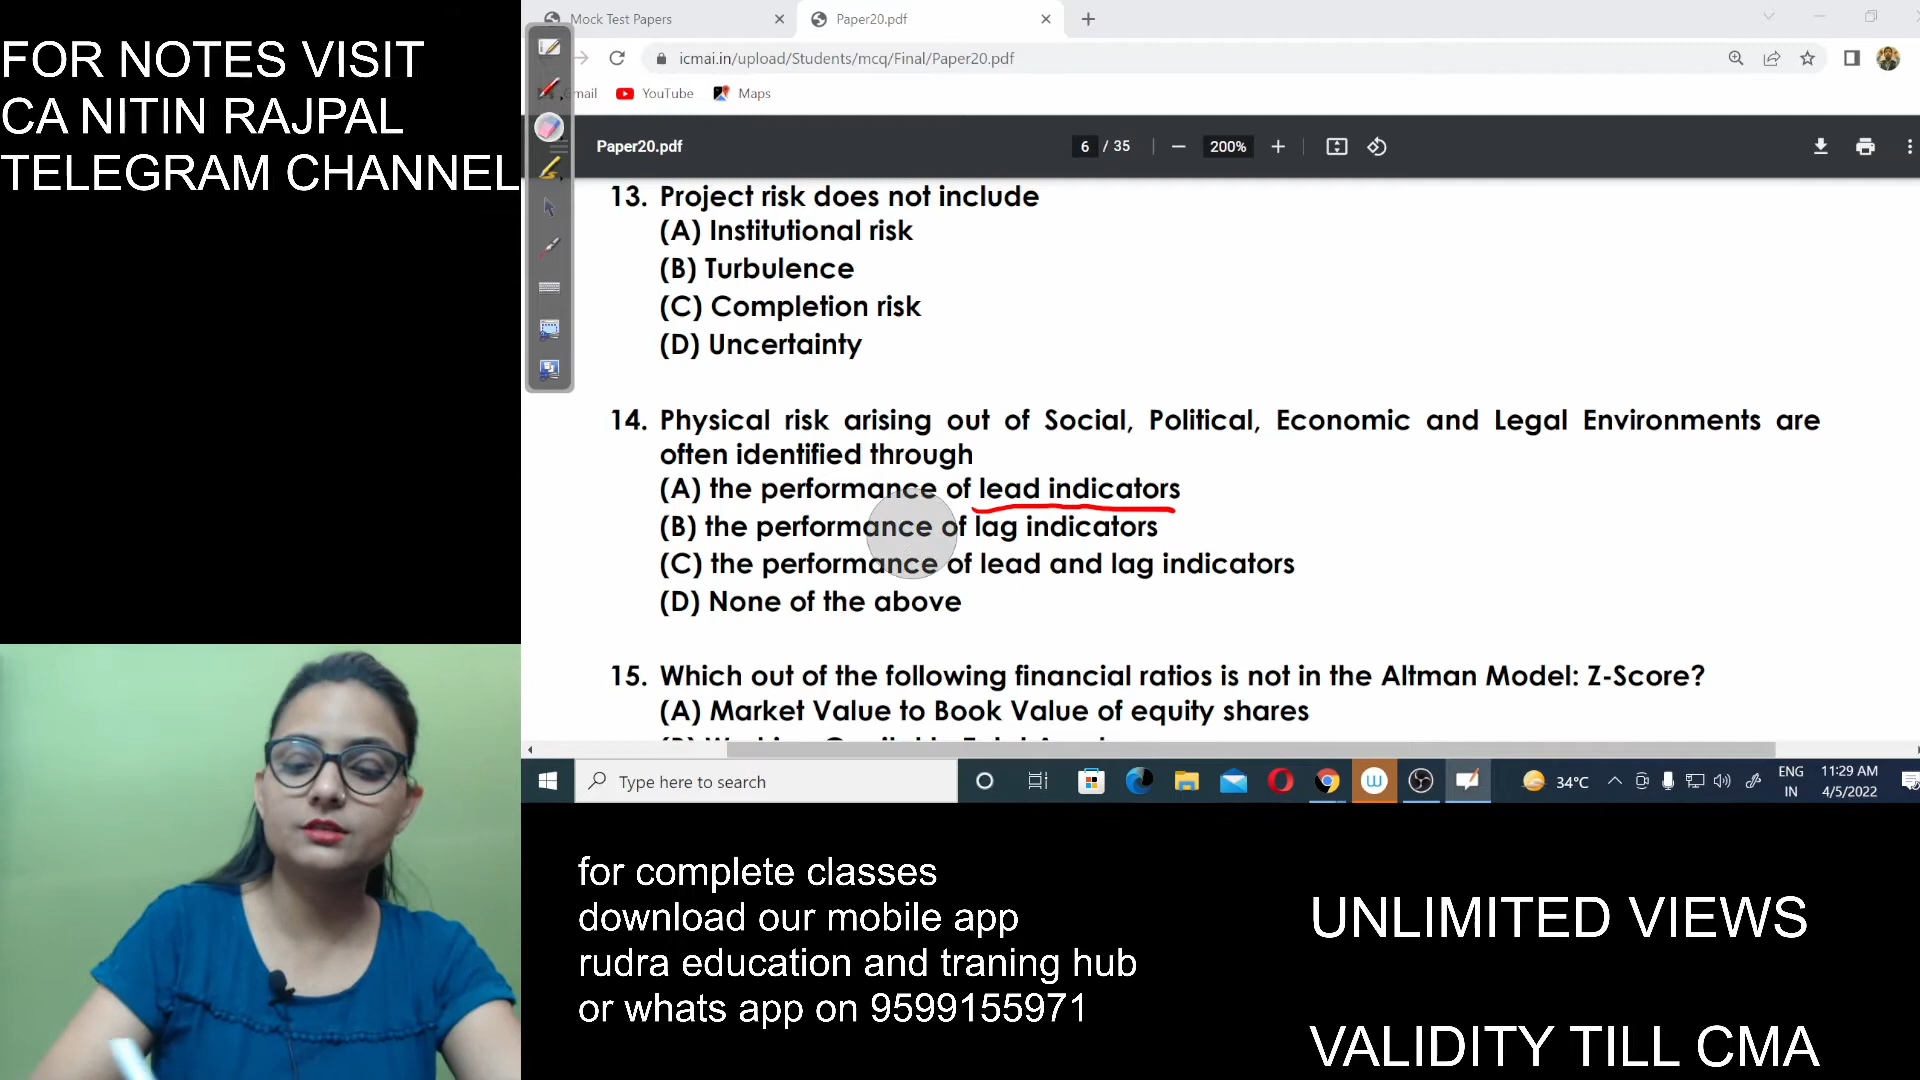 FOR NOTES VISIT
CA NITIN RAJPAL
TELEGRAM CHANNEL
Mock Test Papers
Paper20.pdf
icmai.in/upload/Students/mcq/Final/Paper20.pdf
Gmail
YouTube
Maps
Paper20.pdf
6 / 35
200%
13. Project risk does not include
(A) Institutional risk
(B) Turbulence
(C) Completion risk
(D) Uncertainty
14. Physical risk arising out of Social, Political, Economic and Legal Environments are
often identified through
(A) the performance of lead indicators
(B) the performance of lag indicators
(C) the performance of lead and lag indicators
(D) None of the above
15. Which out of the following financial ratios is not in the Altman Model: Z-Score?
(A) Market Value to Book Value of equity shares
Type here to search
34°C
ENG
IN
11:29 AM
4/5/2022
for complete classes
download our mobile app
rudra education and traning hub
or whats app on 9599155971
UNLIMITED VIEWS
VALIDITY TILL CMA